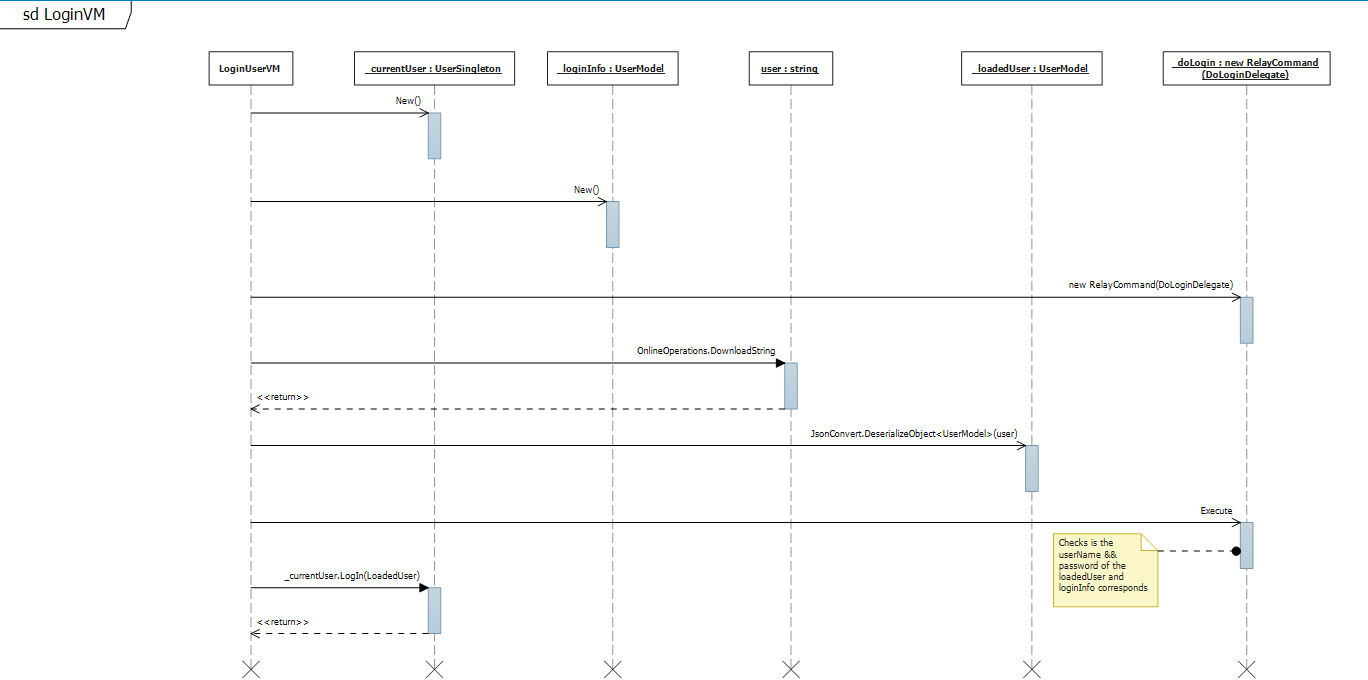 sd LoginVM
LoginUserVM
_currentUser : UserSingleton
_loginInfo : UserModel
user : string
_loadedUser : UserModel
_doLogin : new RelayCommand
(DoLoginDelegate)
New()
New()
new RelayCommand(DoLoginDelegate)
OnlineOperations.DownloadString
<<return>>
JsonConvert.DeserializeObject<UserModel>(user)
Execute
Checks is the
userName &&
password of the
loadedUser and
loginInfo corresponds
_currentUser.LogIn(LoadedUser)
<<return>>